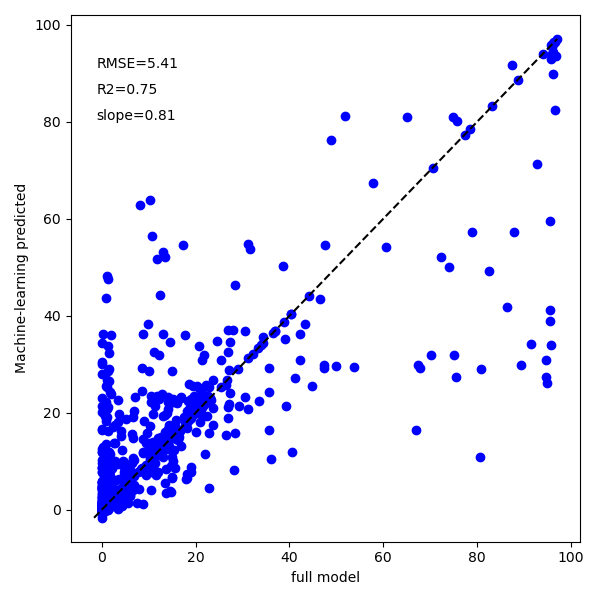 RMSE=5.41
R2=0.75
slope=0.81
Machine-learning predicted
100
80
60
40
20
0
0 20 40 60 80 100
full model